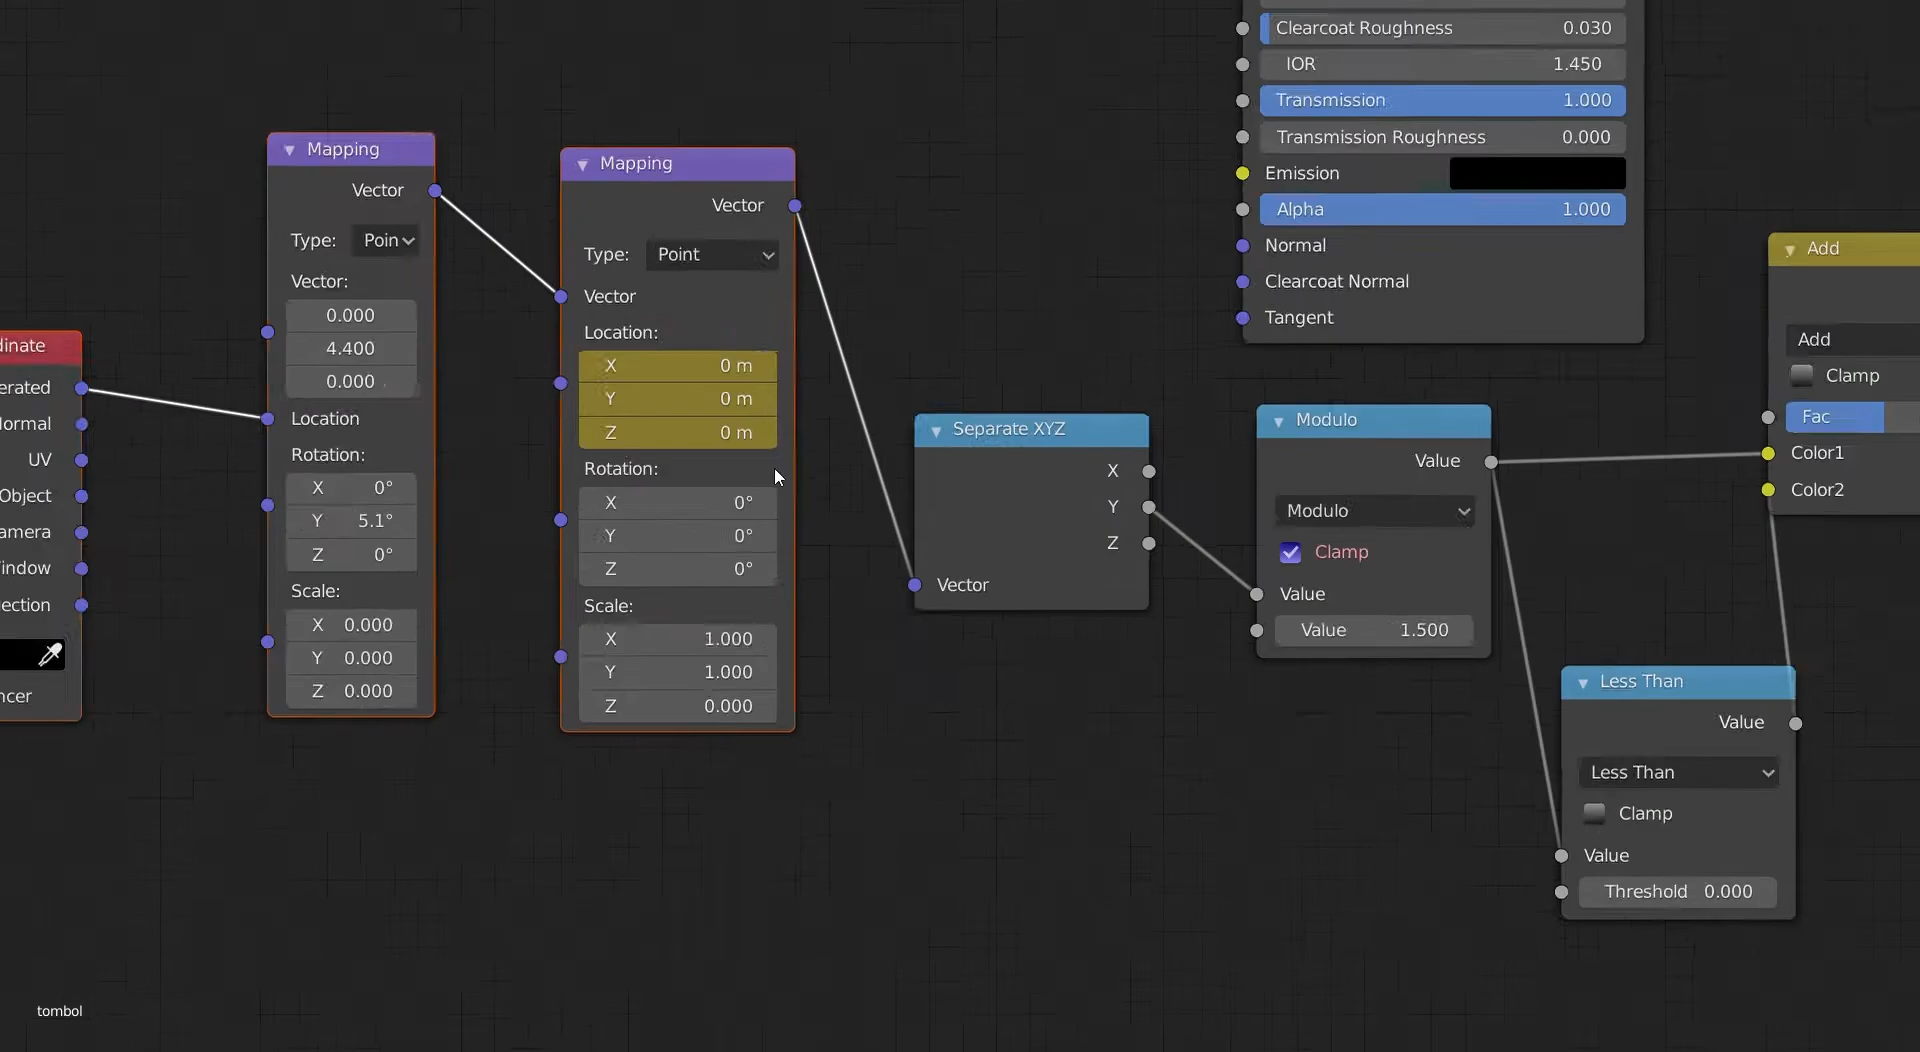 Clearcoat Roughness 0.030
IOR 1.450
Transmission 1.000
Transmission Roughness 0.000
Emission
Alpha 1.000
Normal
Clearcoat Normal
Tangent
dinate
erated
Normal
UV
Object
amera
indow
ection
ncer
Mapping
Vector
Type: Poin
Vector:
0.000
4.400
0.000
Location
Rotation:
X 0°
Y 5.1°
Z 0°
Scale:
X 0.000
Y 0.000
Z 0.000
Mapping
Vector
Type: Point
Vector
Location:
X 0 m
Y 0 m
Z 0 m
Rotation:
X 0°
Y 0°
Z 0°
Scale:
X 1.000
Y 1.000
Z 0.000
Separate XYZ
X
Y
Z
Vector
Modulo
Value
Modulo
Clamp
Value
Value 1.500
Less Than
Value
Less Than
Clamp
Value
Threshold 0.000
Add
Add
Clamp
Fac
Color1
Color2
tombol